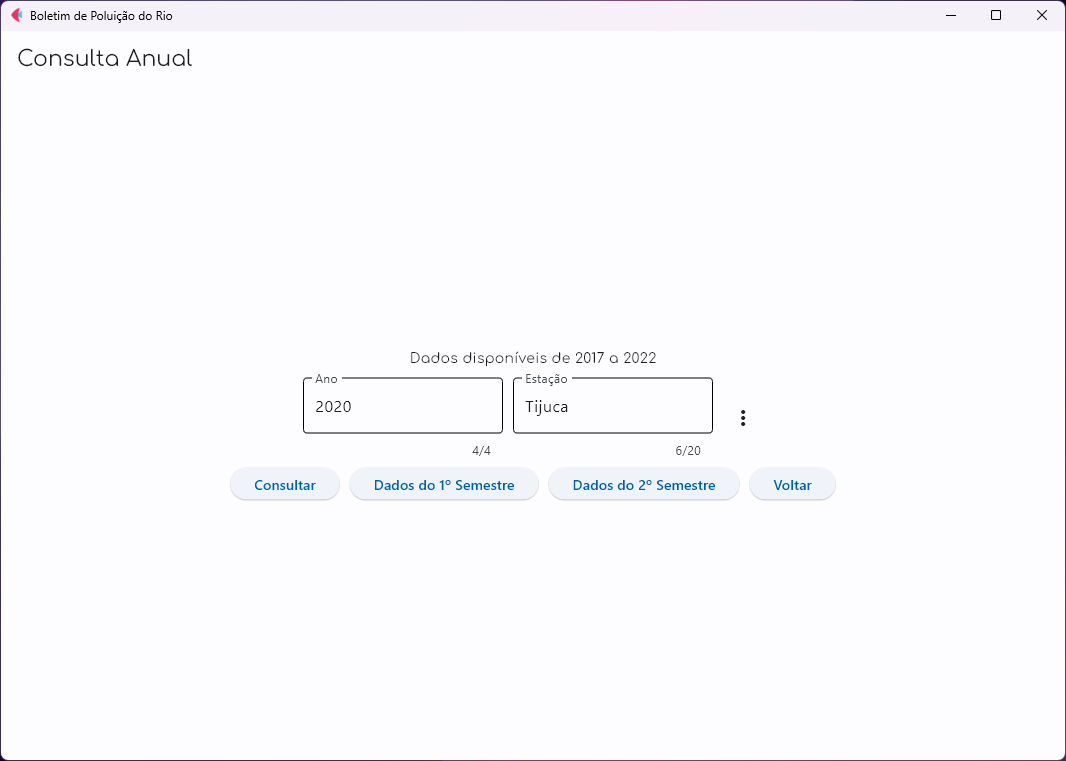 Boletim de Poluição do Rio
Consulta Anual
Dados disponíveis de 2017 a 2022
Ano
Estação
2020
Tijuca
4/4
6/20
Consultar
Dados do 1º Semestre
Dados do 2º Semestre
Voltar